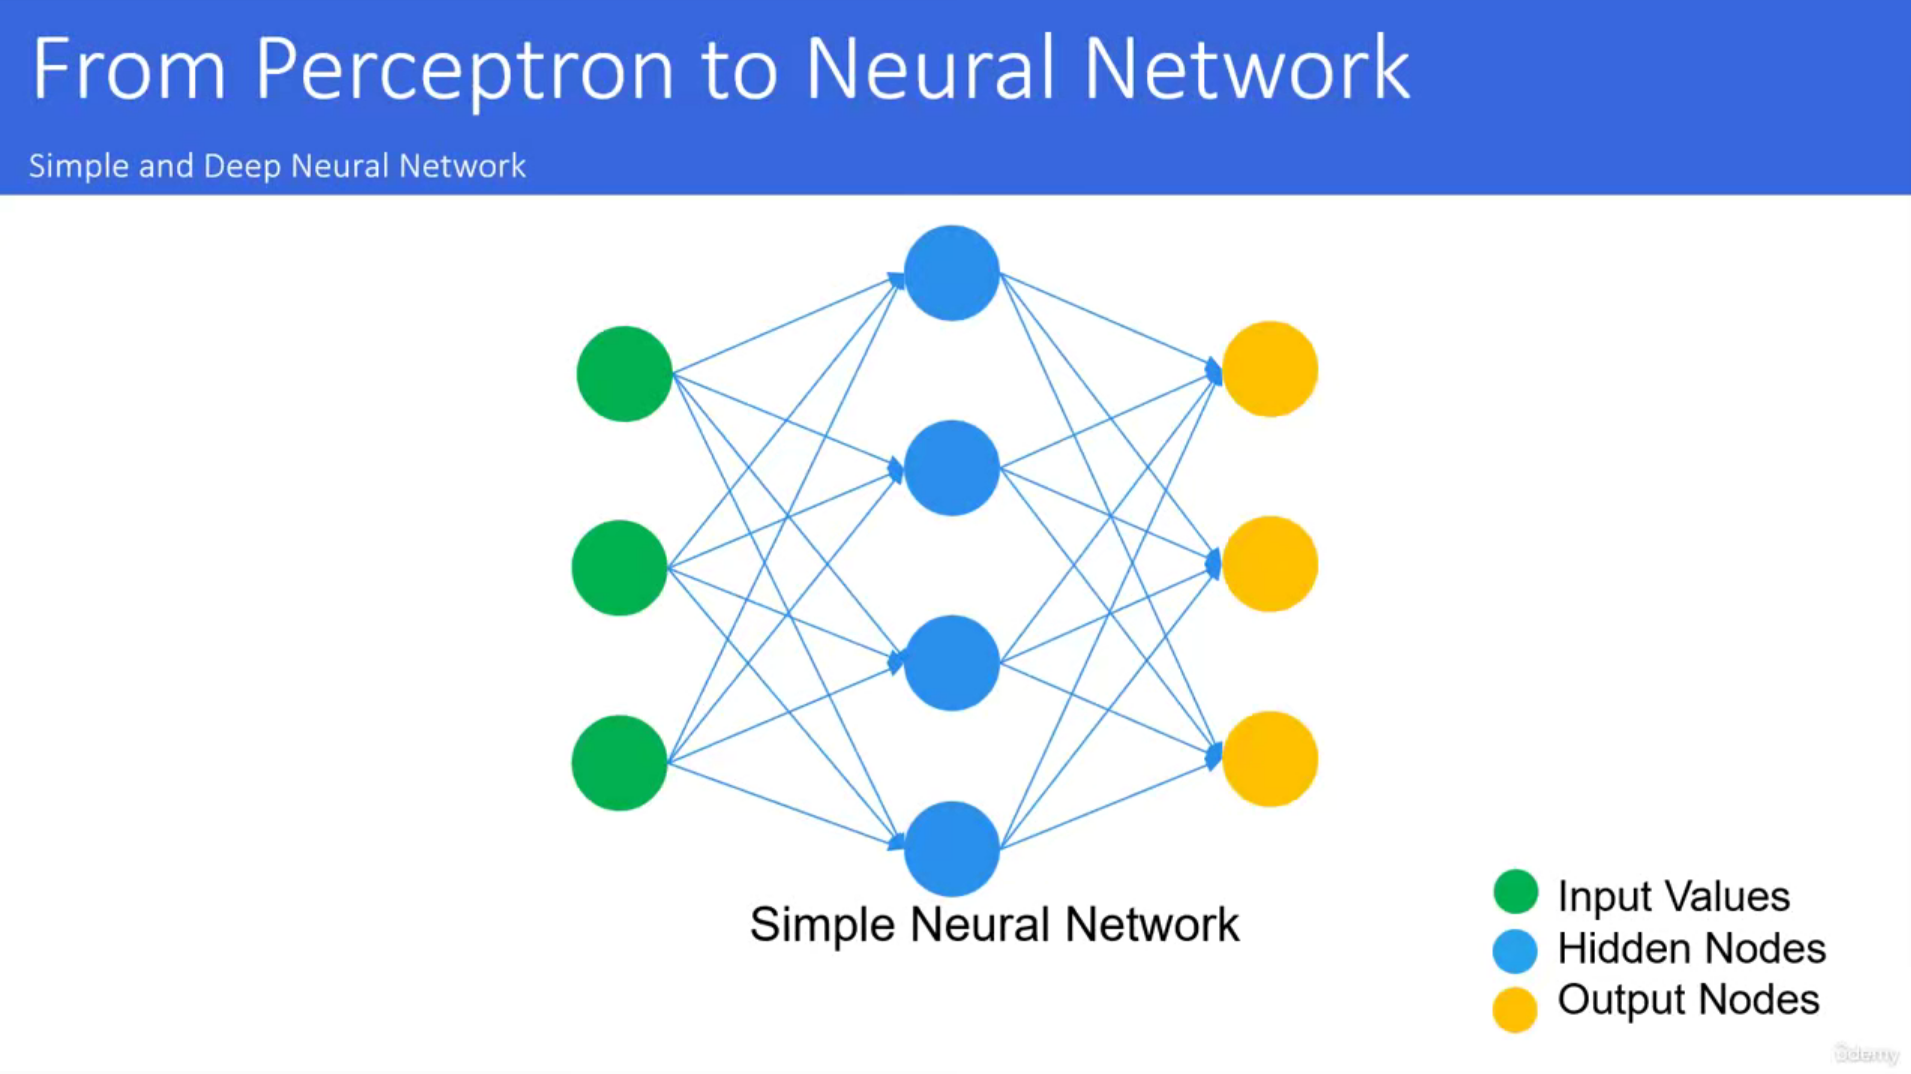 From Perceptron to Neural Network
Simple and Deep Neural Network
Simple Neural Network
Input Values
Hidden Nodes
Output Nodes
ûdemy